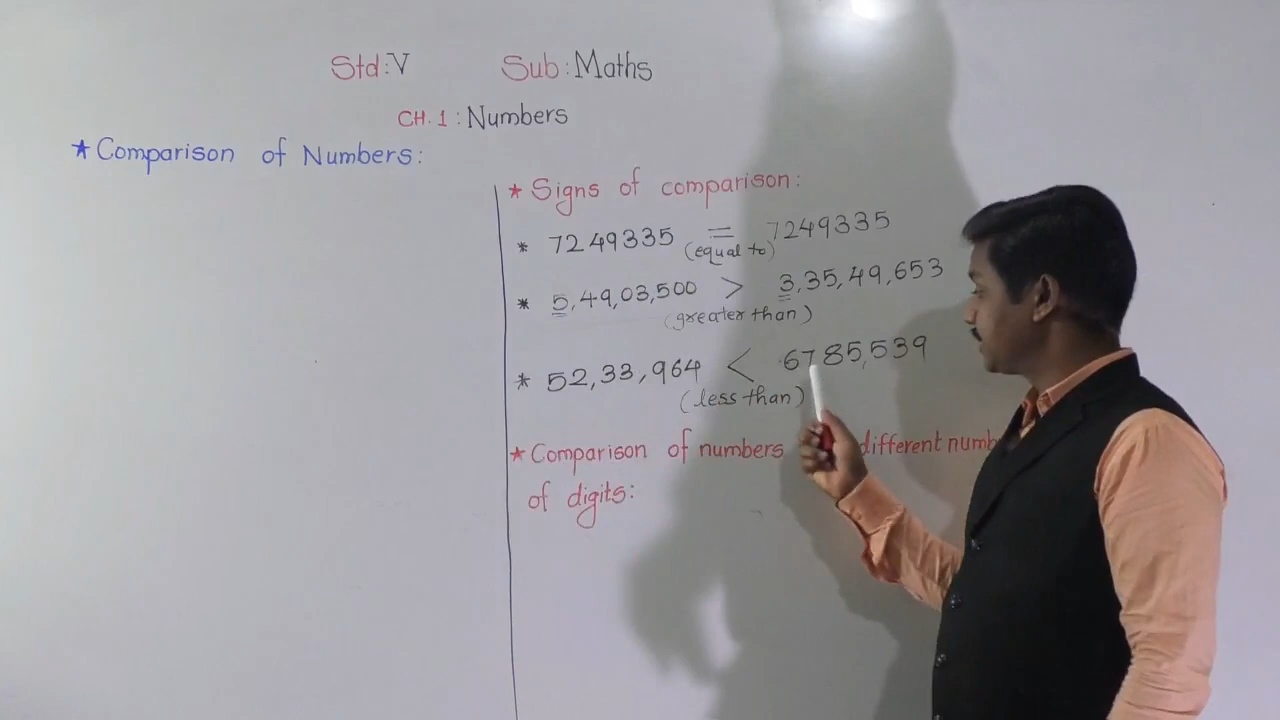 Std:V Sub:Maths
CH.1:Numbers
★Comparison of Numbers:
★Signs of comparison:
* 7249335 = 7249335
(equal to)
* 5,49,03,500 > 3,35,49,653
(greater than)
* 52,33,964 < 6785,539
(less than)
★Comparison of numbers different
of digits: